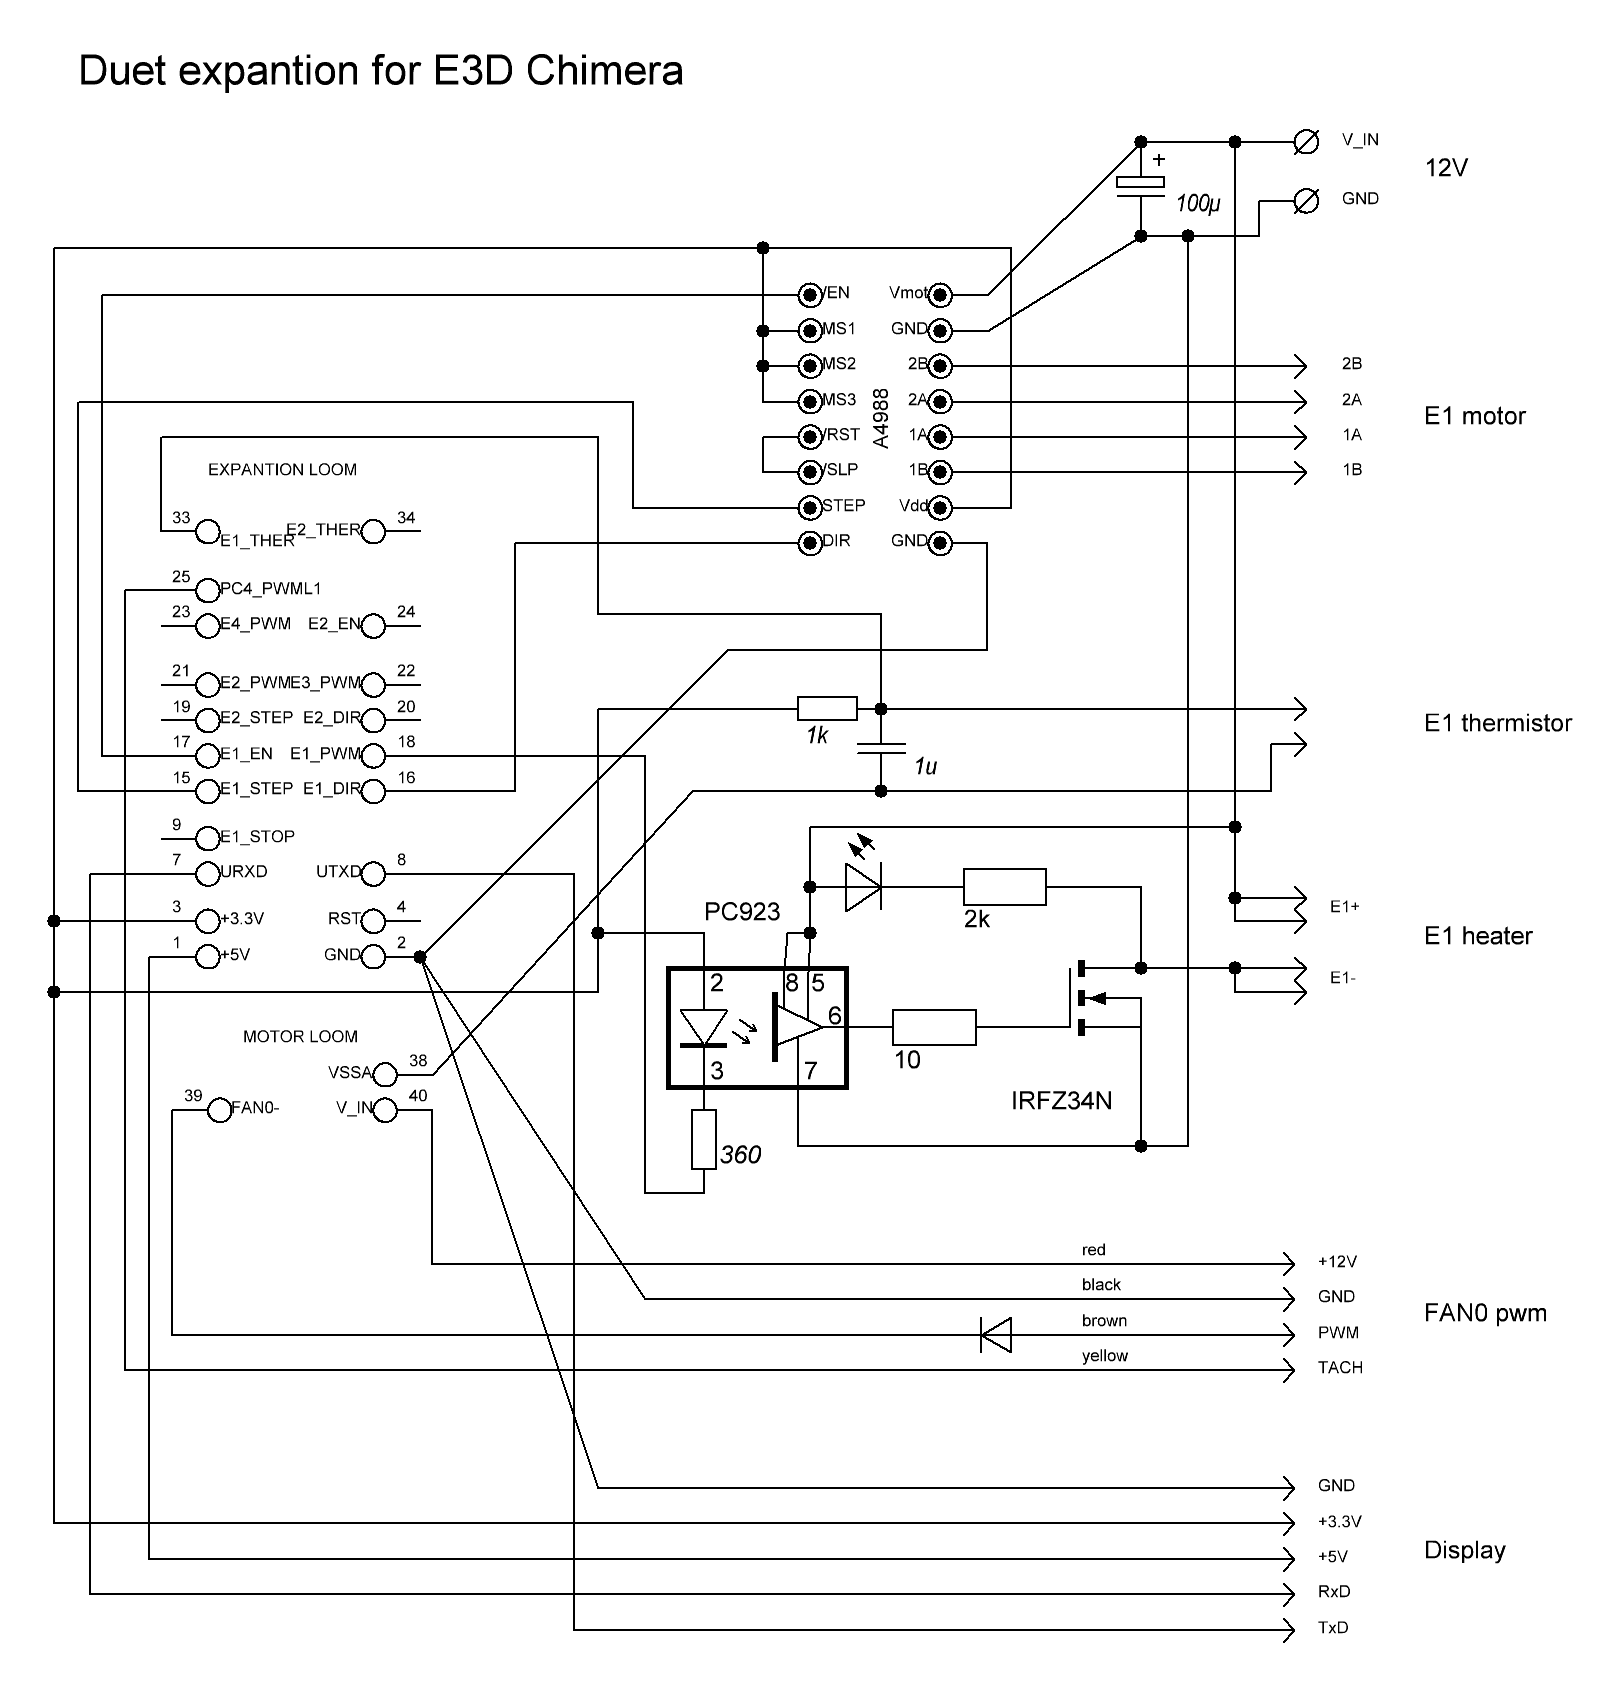 Duet expantion for E3D Chimera
V_IN
12V
+
100µ
GND
/EN Vmot
MS1 GND
MS2 2B 2B
MS3 2A 2A
A4988
E1 motor
/RST 1A 1A
/SLP 1B 1B
STEP Vdd
DIR GND
EXPANTION LOOM
33 E1_THER E2_THER 34
25 PC4_PWML1
23 E4_PWM E2_EN 24
21 E2_PWM E3_PWM 22
19 E2_STEP E2_DIR 20
17 E1_EN E1_PWM 18
15 E1_STEP E1_DIR 16
9 E1_STOP
7 URXD UTXD 8
3 +3.3V RST 4
1 +5V GND 2
1k
1u
E1 thermistor
PC923
2k
E1+
E1 heater
E1-
2 8 5
6
3 7
10
IRFZ34N
360
MOTOR LOOM
VSSA 38
39 FAN0- V_IN 40
red +12V
black GND
FAN0 pwm
brown PWM
yellow TACH
GND
+3.3V
Display
+5V
RxD
TxD